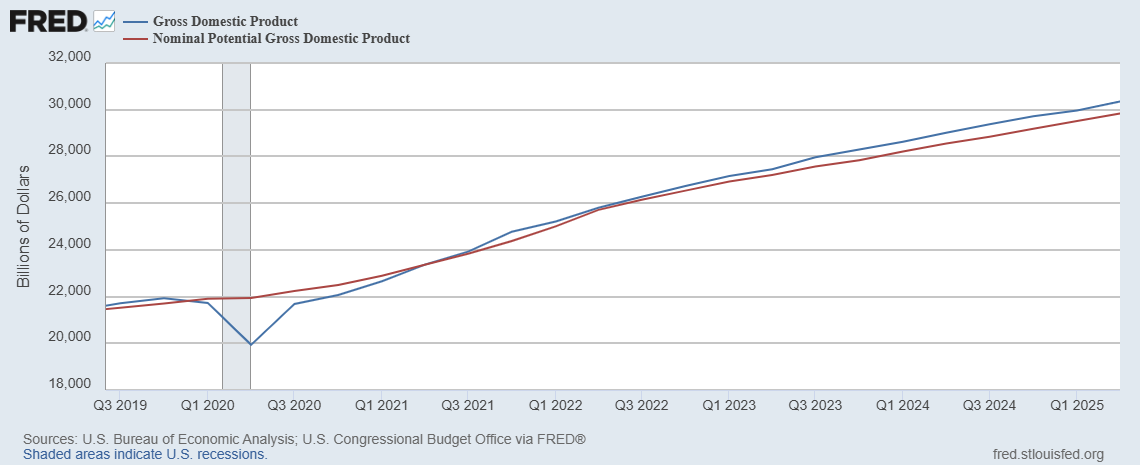 FRED
Gross Domestic Product
Nominal Potential Gross Domestic Product
32,000
30,000
28,000
26,000
24,000
22,000
20,000
18,000
Billions of Dollars
Q3 2019 Q1 2020 Q3 2020 Q1 2021 Q3 2021 Q1 2022 Q3 2022 Q1 2023 Q3 2023 Q1 2024 Q3 2024 Q1 2025
Sources: U.S. Bureau of Economic Analysis; U.S. Congressional Budget Office via FRED®
Shaded areas indicate U.S. recessions.
fred.stlouisfed.org